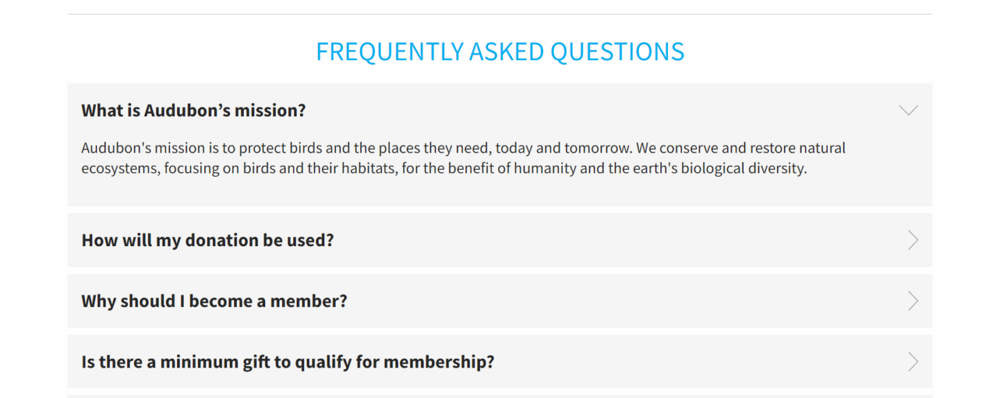 FREQUENTLY ASKED QUESTIONS
What is Audubon’s mission?
Audubon's mission is to protect birds and the places they need, today and tomorrow. We conserve and restore natural
ecosystems, focusing on birds and their habitats, for the benefit of humanity and the earth's biological diversity.
How will my donation be used?
Why should I become a member?
Is there a minimum gift to qualify for membership?